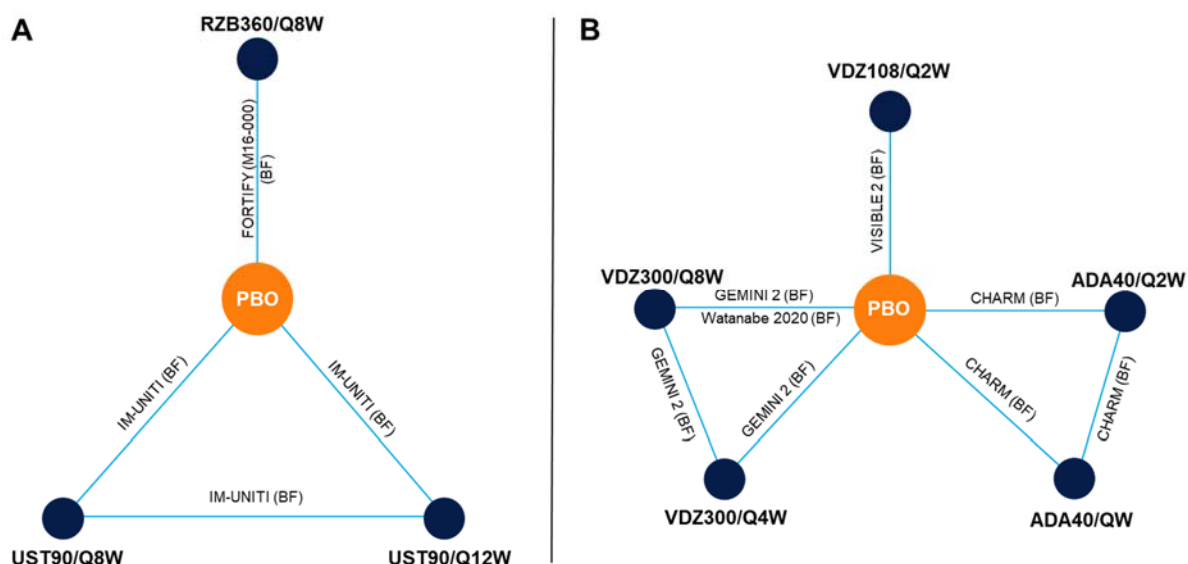 A
RZB360/Q8W
FORTIFY (M16-000)
(BF)
PBO
IM-UNITI (BF)
IM-UNITI (BF)
IM-UNITI (BF)
UST90/Q8W
UST90/Q12W
B
VDZ108/Q2W
VISIBLE 2 (BF)
VDZ300/Q8W
GEMINI 2 (BF)
Watanabe 2020 (BF)
PBO
CHARM (BF)
ADA40/Q2W
GEMINI 2 (BF)
GEMINI 2 (BF)
CHARM (BF)
CHARM (BF)
VDZ300/Q4W
ADA40/QW